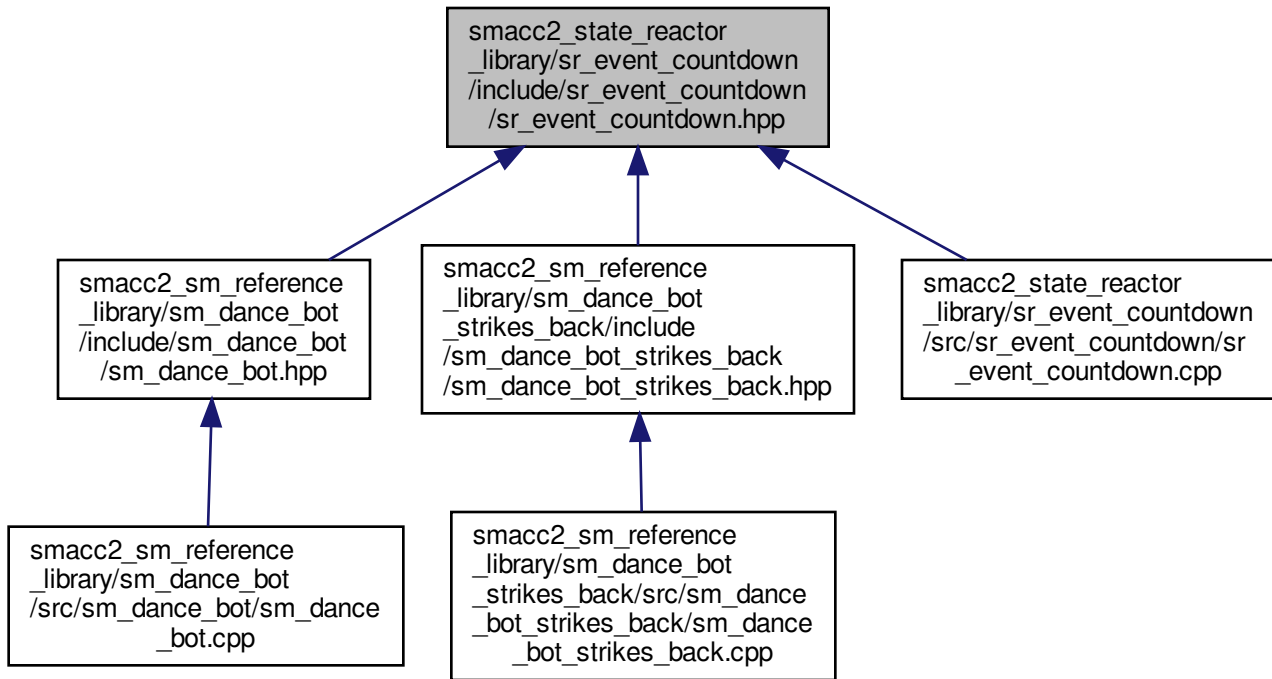 smacc2_state_reactor
_library/sr_event_countdown
/include/sr_event_countdown
/sr_event_countdown.hpp
smacc2_sm_reference
_library/sm_dance_bot
/include/sm_dance_bot
/sm_dance_bot.hpp
smacc2_sm_reference
_library/sm_dance_bot
_strikes_back/include
/sm_dance_bot_strikes_back
/sm_dance_bot_strikes_back.hpp
smacc2_state_reactor
_library/sr_event_countdown
/src/sr_event_countdown/sr
_event_countdown.cpp
smacc2_sm_reference
_library/sm_dance_bot
/src/sm_dance_bot/sm_dance
_bot.cpp
smacc2_sm_reference
_library/sm_dance_bot
_strikes_back/src/sm_dance
_bot_strikes_back/sm_dance
_bot_strikes_back.cpp